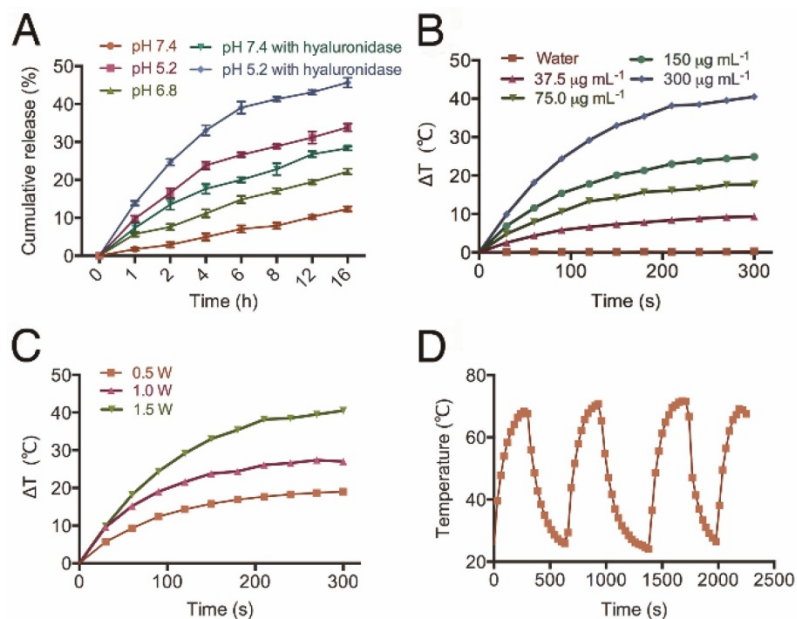 A
pH 7.4
pH 5.2
pH 6.8
pH 7.4 with hyaluronidase
pH 5.2 with hyaluronidase
Cumulative release (%)
50
40
30
20
10
0
0 1 2 4 6 8 12 16
Time (h)
B
Water
37.5 µg mL⁻¹
75.0 µg mL⁻¹
150 µg mL⁻¹
300 µg mL⁻¹
ΔT (℃)
50
40
30
20
10
0
0 100 200 300
Time (s)
C
0.5 W
1.0 W
1.5 W
ΔT (℃)
50
40
30
20
10
0
0 100 200 300
Time (s)
D
Temperature (℃)
80
60
40
20
0 500 1000 1500 2000 2500
Time (s)